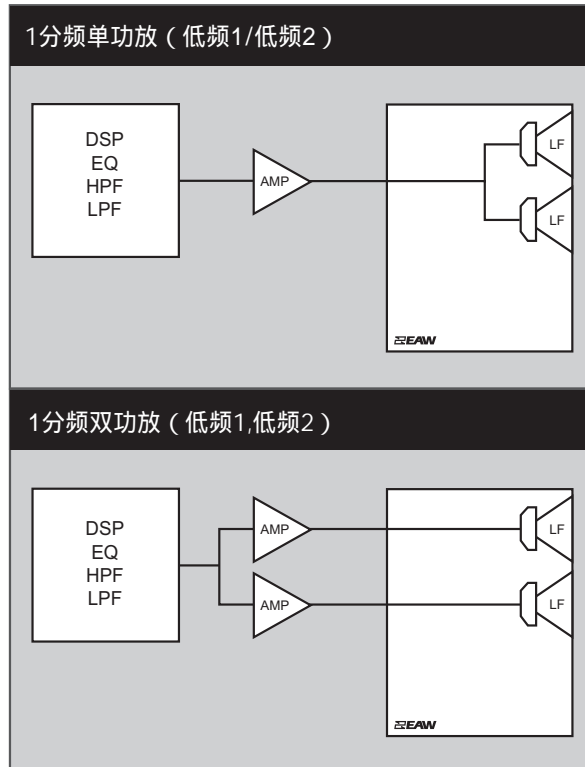 1分频单功放（低频1/低频2）
DSP
EQ
HPF
LPF
AMP
LF
LF
EAW
1分频双功放（低频1,低频2）
DSP
EQ
HPF
LPF
AMP
AMP
LF
LF
EAW